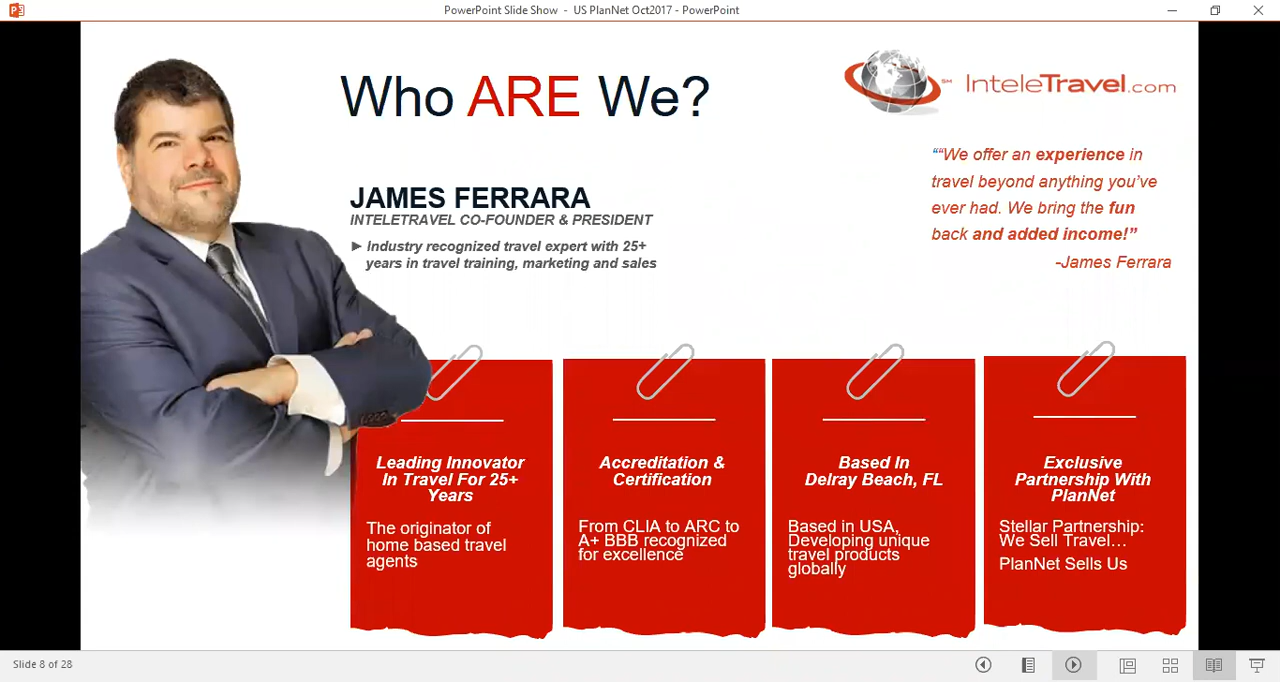 PowerPoint Slide Show - US PlanNet Oct2017 - PowerPoint
Who ARE We?
SM
InteleTravel.com
JAMES FERRARA
INTELETRAVEL CO-FOUNDER & PRESIDENT
► Industry recognized travel expert with 25+
years in travel training, marketing and sales
““We offer an experience in
travel beyond anything you’ve
ever had. We bring the fun
back and added income!”
-James Ferrara
Leading Innovator
In Travel For 25+
Years
The originator of
home based travel
agents
Accreditation &
Certification
From CLIA to ARC to
A+ BBB recognized
for excellence
Based In
Delray Beach, FL
Based in USA,
Developing unique
travel products
globally
Exclusive
Partnership With
PlanNet
Stellar Partnership:
We Sell Travel…
PlanNet Sells Us
Slide 8 of 28